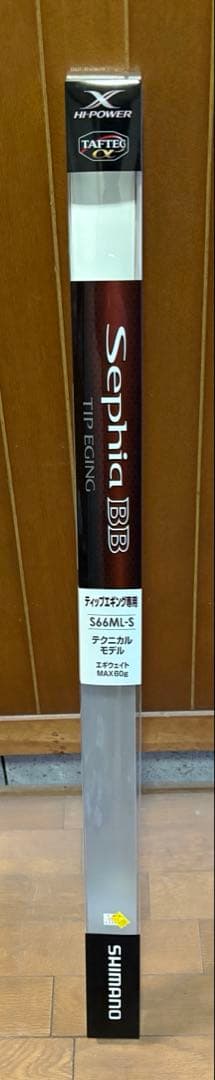 X
HI-POWER
TAFTEC
α
Sephia BB
TIP EGING
ティップエギング専用
S66ML-S
テクニカル
モデル
エギウェイト
MAX60g
SHIMANO